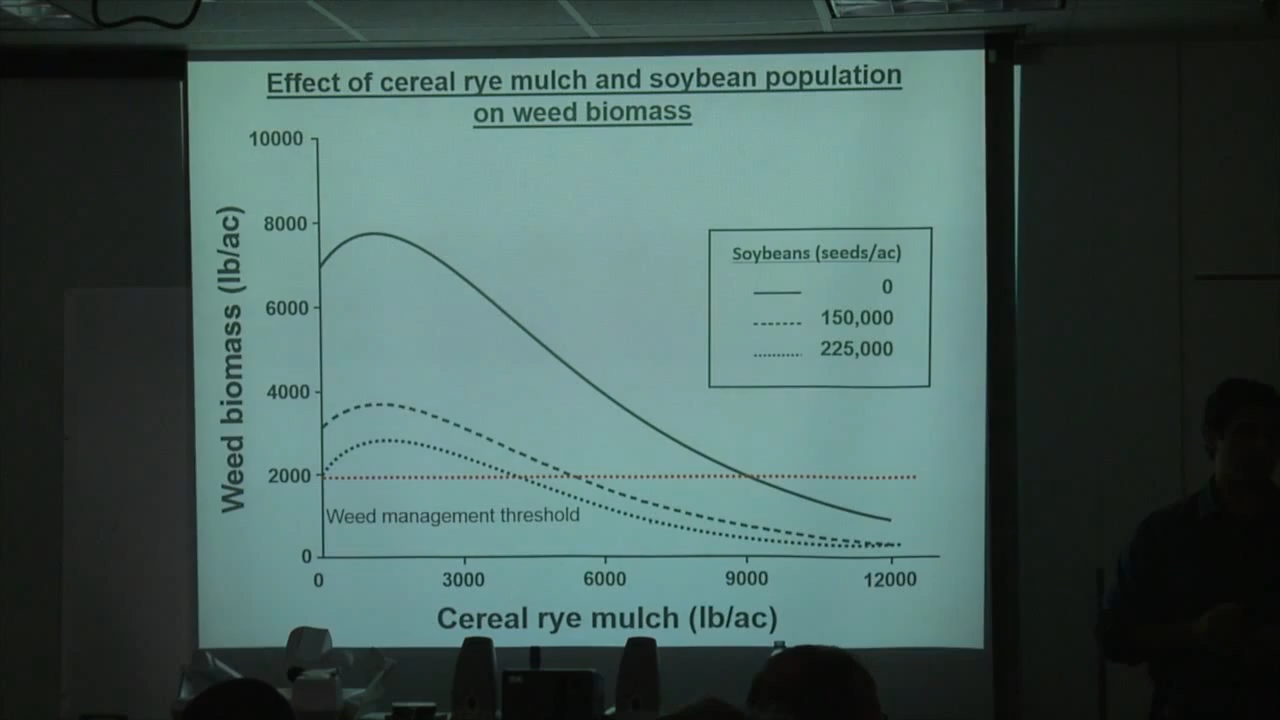 Effect of cereal rye mulch and soybean population
on weed biomass
10000
8000
6000
4000
2000
0
Weed biomass (lb/ac)
Soybeans (seeds/ac)
0
150,000
225,000
Weed management threshold
0 3000 6000 9000 12000
Cereal rye mulch (lb/ac)